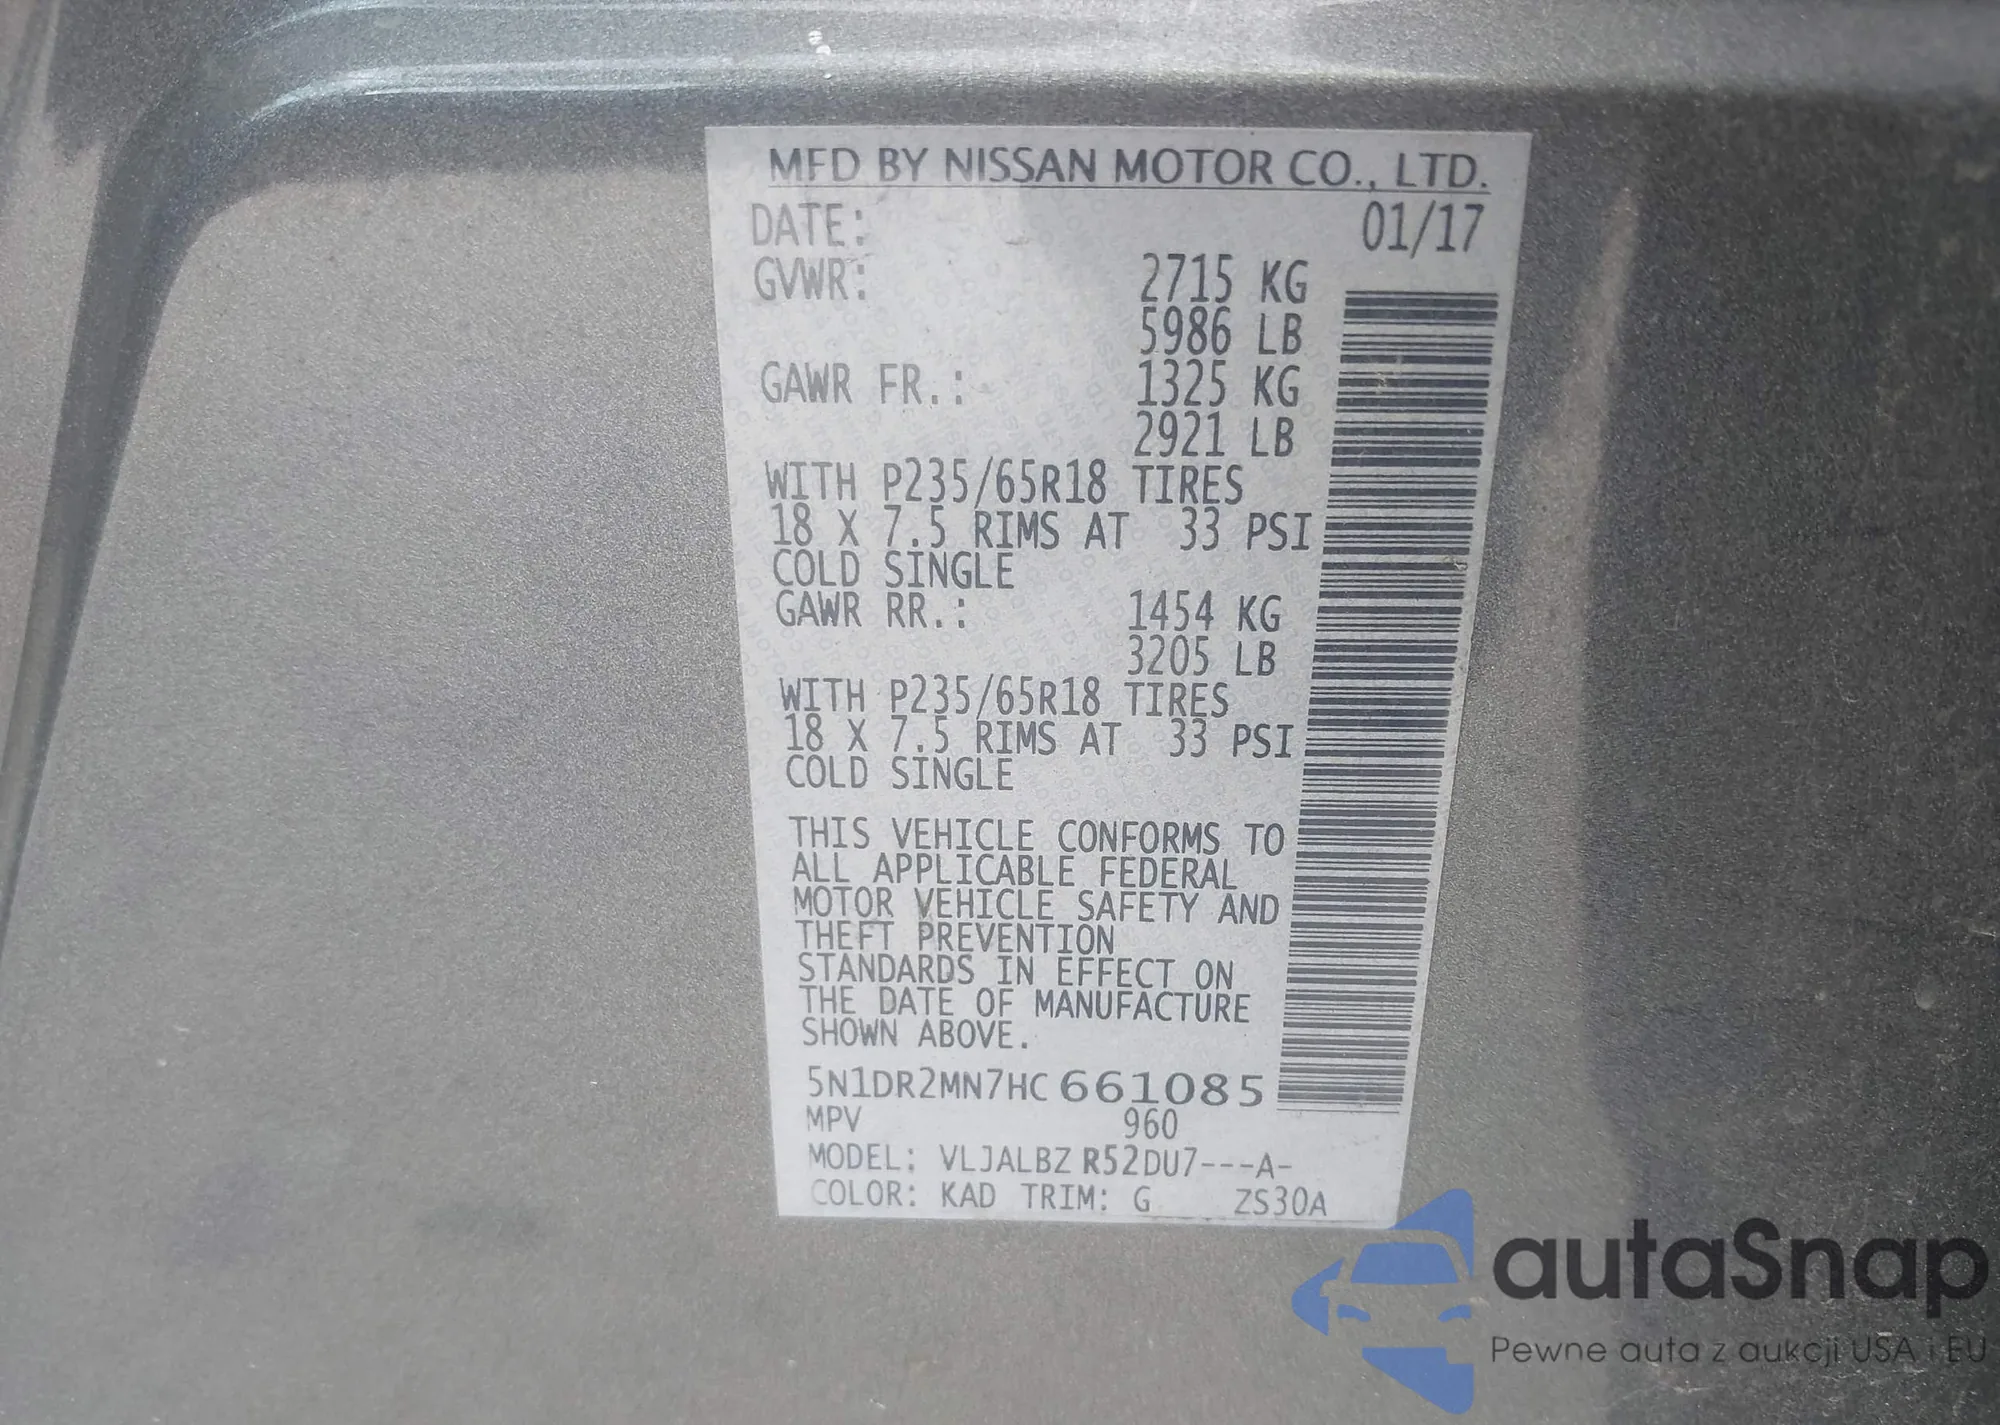 MFD BY NISSAN MOTOR CO., LTD.
DATE: 01/17
GVWR: 2715 KG
5986 LB
GAWR FR.: 1325 KG
2921 LB
WITH P235/65R18 TIRES
18 X 7.5 RIMS AT 33 PSI
COLD SINGLE
GAWR RR.: 1454 KG
3205 LB
WITH P235/65R18 TIRES
18 X 7.5 RIMS AT 33 PSI
COLD SINGLE
THIS VEHICLE CONFORMS TO
ALL APPLICABLE FEDERAL
MOTOR VEHICLE SAFETY AND
THEFT PREVENTION
STANDARDS IN EFFECT ON
THE DATE OF MANUFACTURE
SHOWN ABOVE.
5N1DR2MN7HC661085
MPV 960
MODEL: VLJALBZ R52DU7---A-
COLOR: KAD TRIM: G ZS30A
autaSnap
Pewne auta z aukcji USA i EU